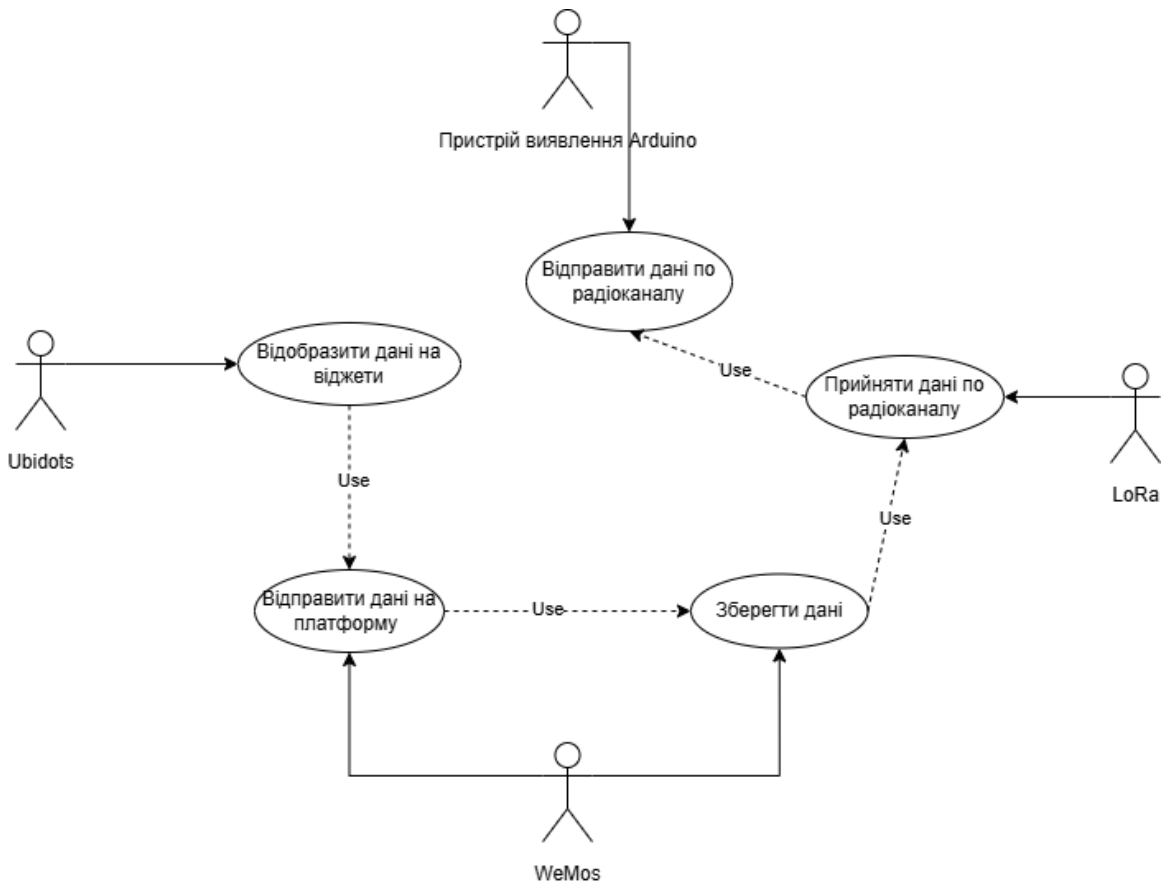 Пристрій виявлення Arduino
Відправити дані по
радіоканалу
Відобразити дані на
віджети
Use
Прийняти дані по
радіоканалу
Ubidots
Use
LoRa
Use
Відправити дані на
платформу
Use
Зберегти дані
WeMos